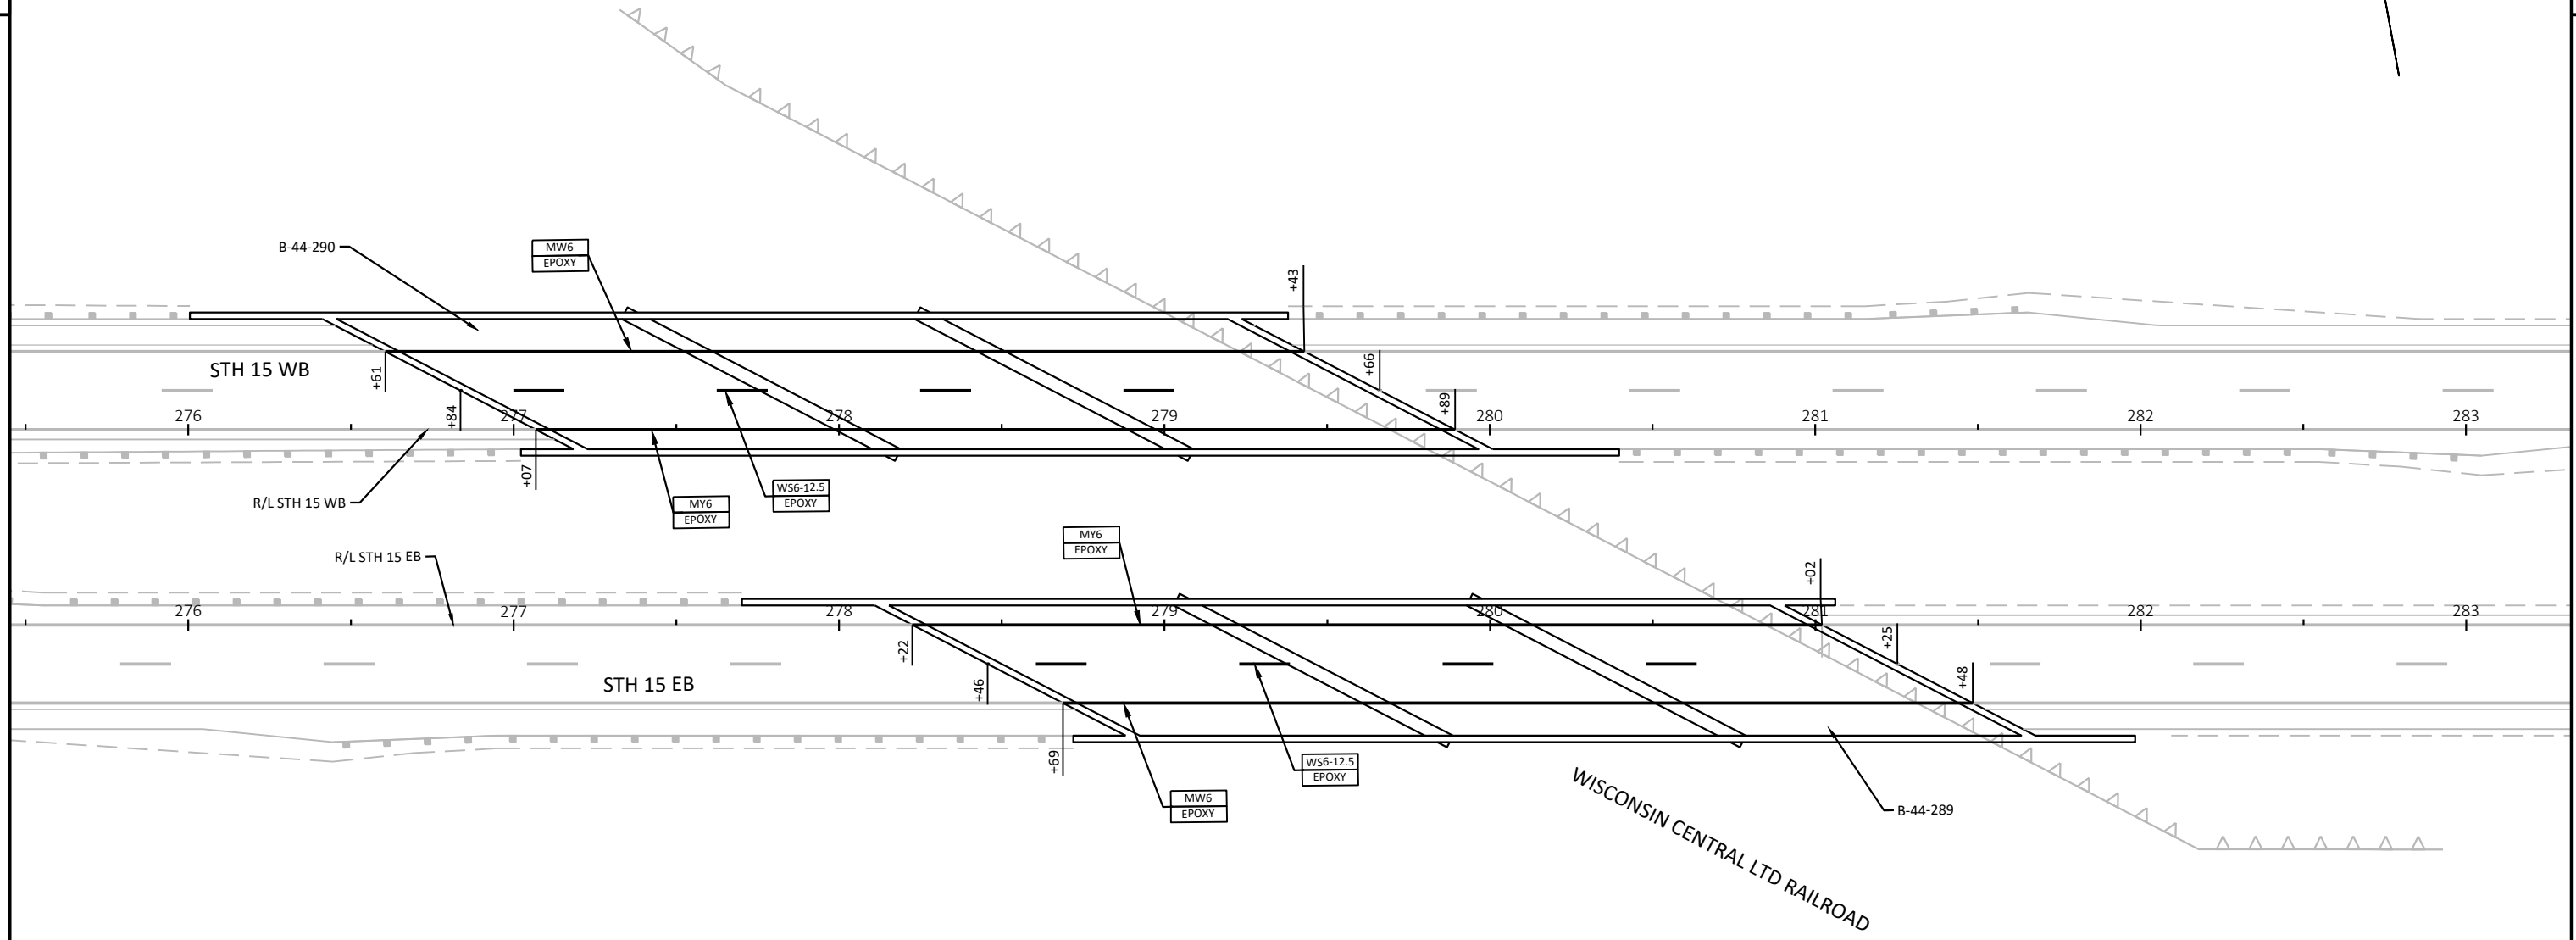 B-44-290
MW6
EPOXY
+43
STH 15 WB
+61
+84
+66
+89
276
277
278
279
280
281
282
283
+07
R/L STH 15 WB
MY6
EPOXY
WS6-12.5
EPOXY
MY6
EPOXY
R/L STH 15 EB
+02
276
277
278
279
280
281
282
283
+22
+25
+46
+48
STH 15 EB
+69
WS6-12.5
EPOXY
MW6
EPOXY
B-44-289
WISCONSIN CENTRAL LTD RAILROAD